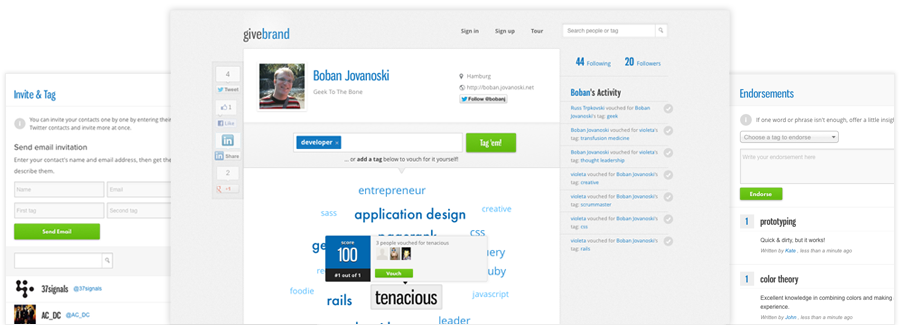 Invite & Tag
You can invite your contacts one by one by entering their
Twitter contacts and invite more at once.
Send email invitation
Enter your contact's name and email address, then get the
describe them.
Name
Email
First tag
Second tag
Send Email
37signals @37signals
AC_DC @AC_DC
givebrand
Sign in
Sign up
Tour
Search people or tag
4
Tweet
1
Like
Share
2
+1
Boban Jovanoski
Geek To The Bone
Hamburg
http://boban.jovanoski.net
Follow @bobanj
developer x
Tag 'em!
... or add a tag below to vouch for it yourself!
entrepreneur
sass
application design
creative
css
score
100
#1 out of 1
3 people vouched for tenacious
Vouch
foodie
rails
tenacious
javascript
leader
44 Following
20 Followers
Boban's Activity
Russ Tripkovski vouched for Boban
Jovanoski's tag: geek
Boban Jovanoski vouched for violeta's
tag: transfusion medicine
Boban Jovanoski vouched for violeta's
tag: thought leadership
violeta vouched for Boban Jovanoski's
tag: creative
violeta vouched for Boban Jovanoski's
tag: scrummaster
violeta vouched for Boban Jovanoski's
tag: css
violeta vouched for Boban Jovanoski's
tag: rails
Endorsements
If one word or phrase isn't enough, offer a little insigh
Choose a tag to endorse
Write your endorsement here
Endorse
1 prototyping
Quick & dirty, but it works!
Written by Kate , less than a minute ago.
1 color theory
Excellent knowledge in combining colors and making
experience.
Written by John , less than a minute ago.